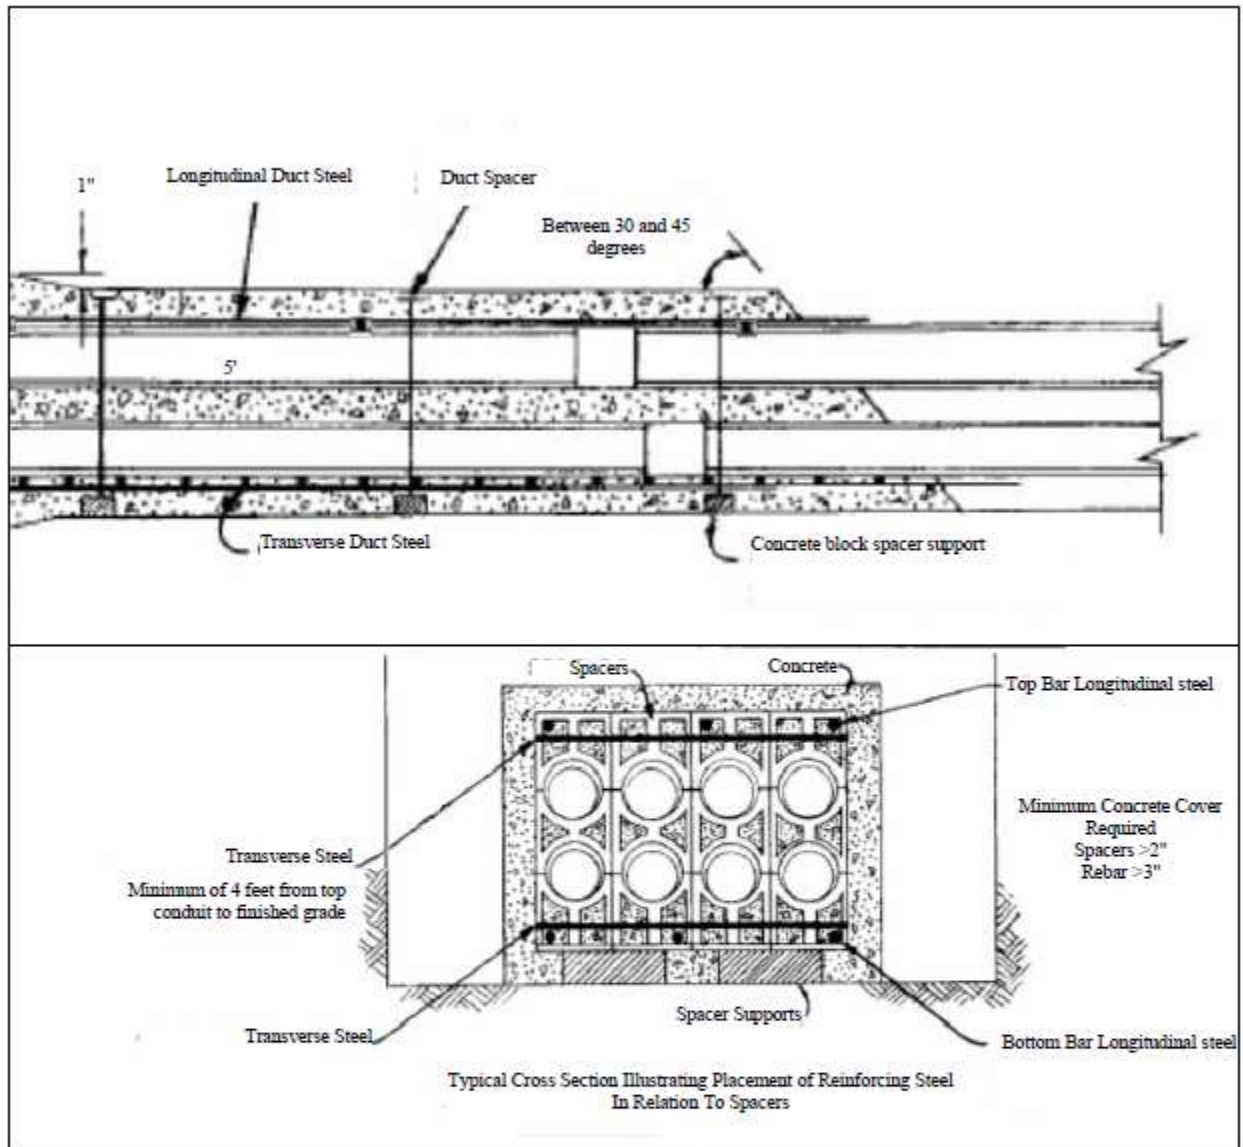 1"
Longitudinal Duct Steel
Duct Spacer
Between 30 and 45
degrees
5'
Transverse Duct Steel
Concrete block spacer support
Spacers
Concrete
Top Bar Longitudinal steel
Minimum Concrete Cover
Required
Spacers >2"
Rebar >3"
Transverse Steel
Minimum of 4 feet from top
conduit to finished grade
Spacer Supports
Transverse Steel
Bottom Bar Longitudinal steel
Typical Cross Section Illustrating Placement of Reinforcing Steel
In Relation To Spacers